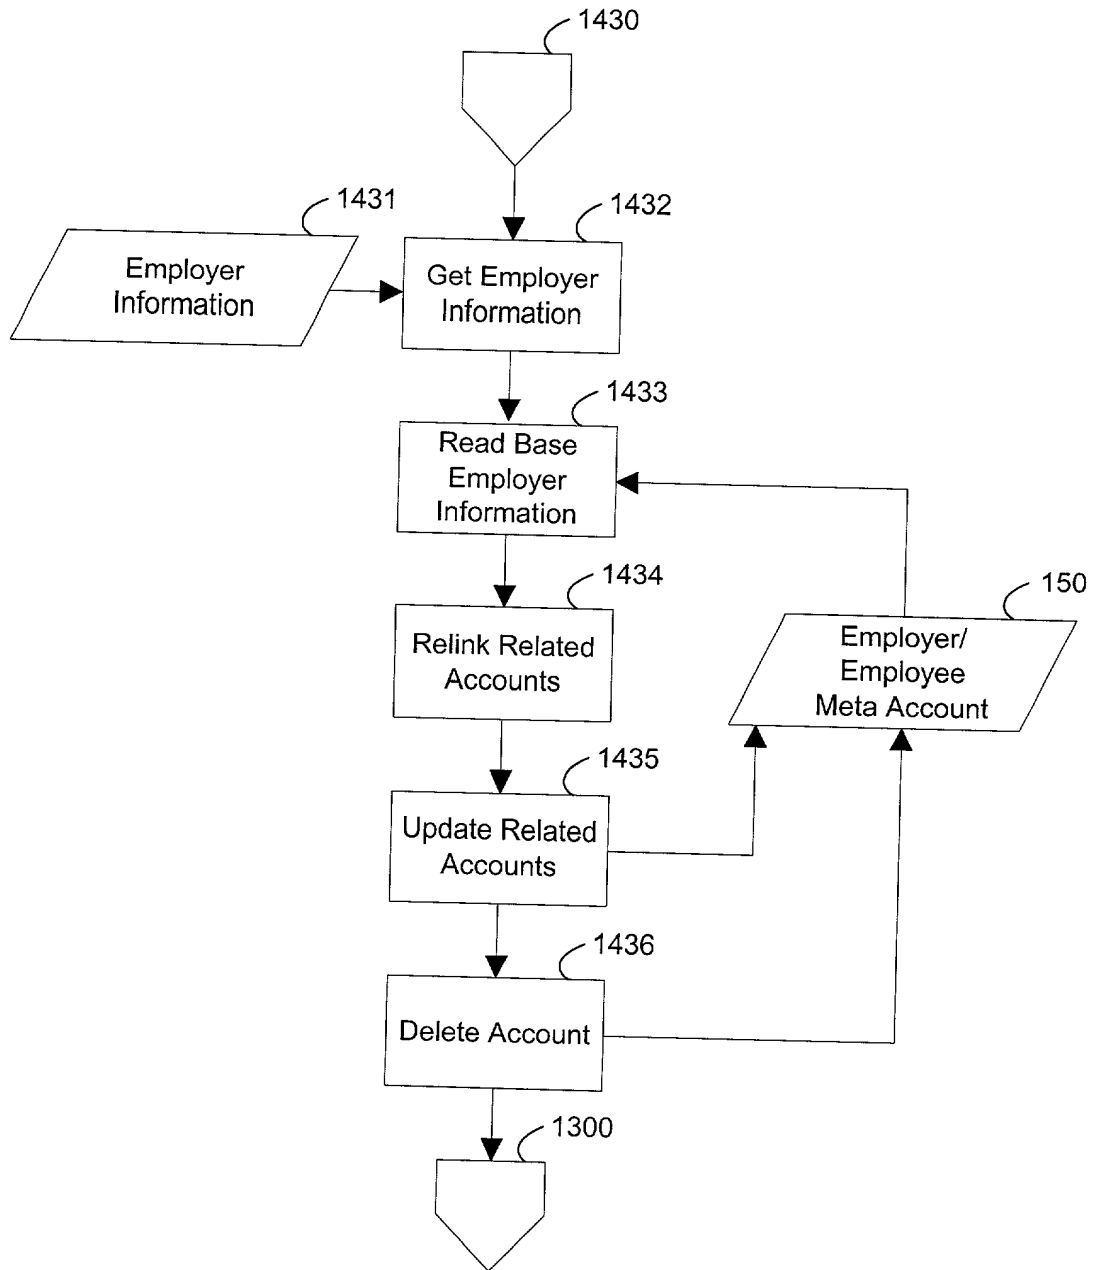 1430
1431
Employer
Information
1432
Get Employer
Information
1433
Read Base
Employer
Information
1434
Relink Related
Accounts
150
Employer/
Employee
Meta Account
1435
Update Related
Accounts
1436
Delete Account
1300